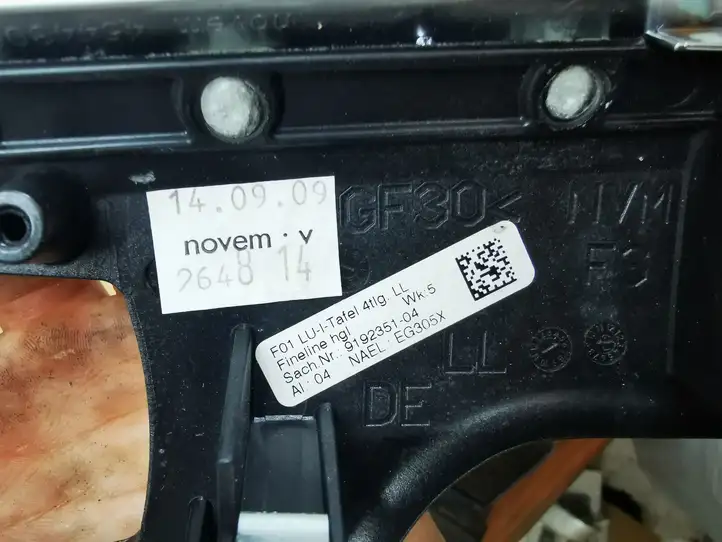 14.09.09
novem · v
2648 14
GF30<
NVM
F01 LU-I-Tafel 4tlg. LL
Fineline hgl Wk:5
Sach.Nr.: 9192351-04
AI : 04 NAEL : EG305X
LL
DE